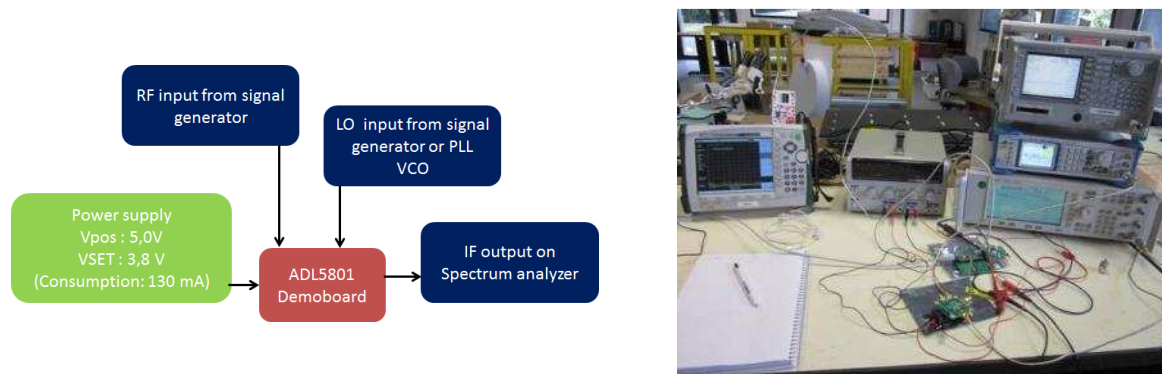 RF input from signal
generator
LO input from signal
generator or PLL
VCO
Power supply
Vpos : 5,0V
VSET : 3,8 V
(Consumption: 130 mA)
ADL5801
Demoboard
IF output on
Spectrum analyzer